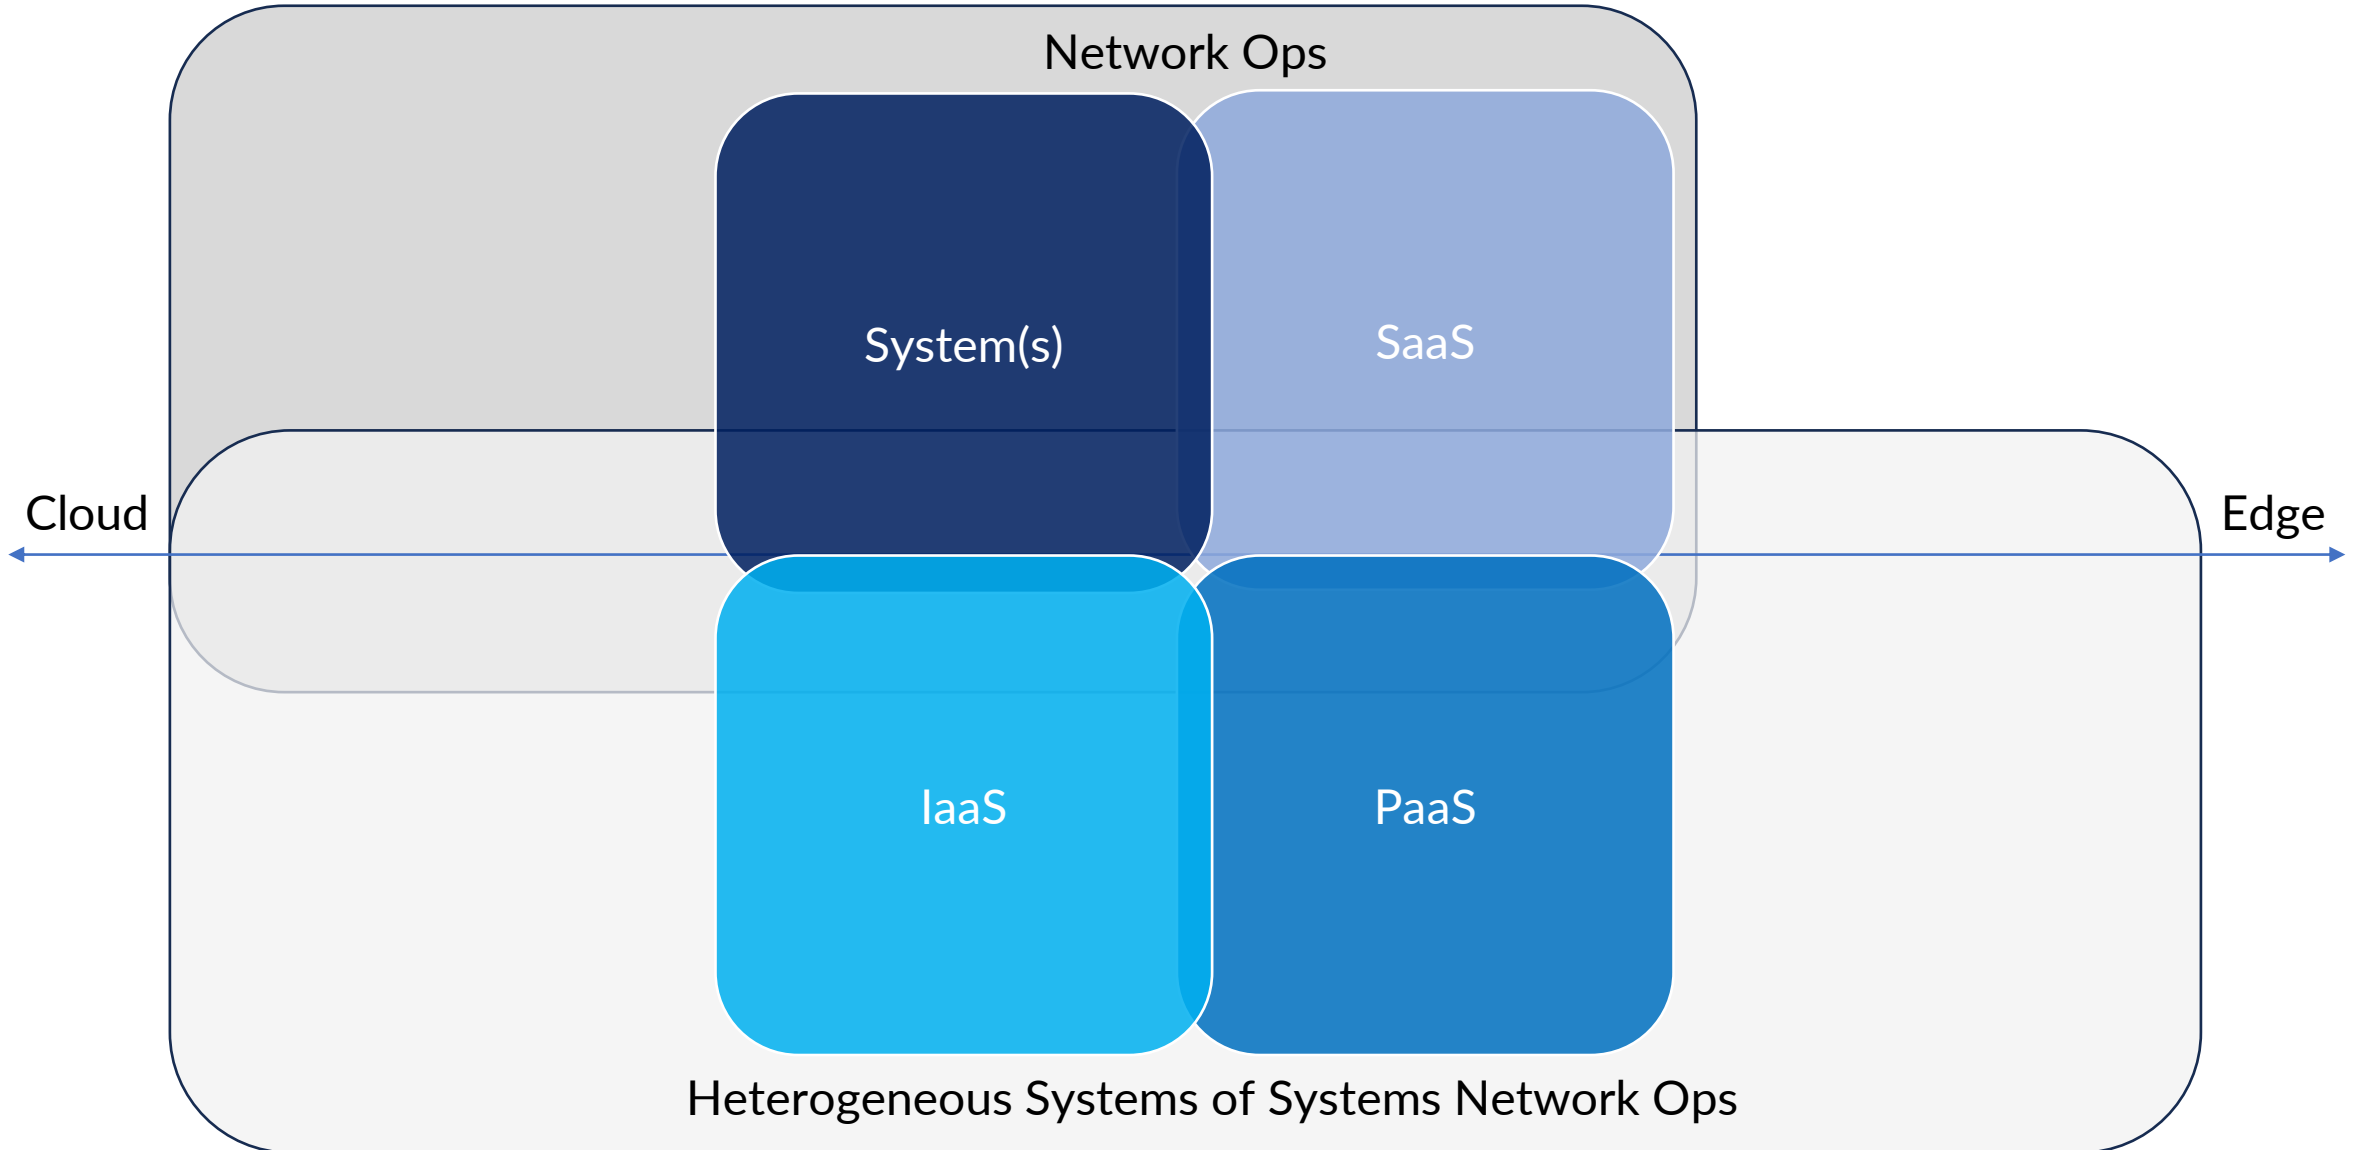 Network Ops
System(s)
SaaS
Cloud
Edge
IaaS
PaaS
Heterogeneous Systems of Systems Network Ops